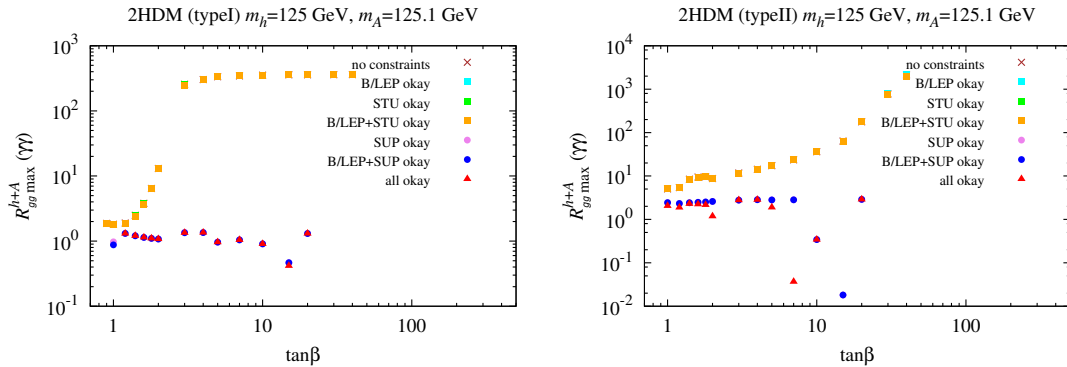 2HDM (typeI) m_h=125 GeV, m_A=125.1 GeV
R^{h+A}_{gg max} (γγ)
10^3
10^2
10^1
10^0
10^{-1}
no constraints
B/LEP okay
STU okay
B/LEP+STU okay
SUP okay
B/LEP+SUP okay
all okay
1 10 100
tanβ
2HDM (typeII) m_h=125 GeV, m_A=125.1 GeV
R^{h+A}_{gg max} (γγ)
10^4
10^3
10^2
10^1
10^0
10^{-1}
10^{-2}
no constraints
B/LEP okay
STU okay
B/LEP+STU okay
SUP okay
B/LEP+SUP okay
all okay
1 10 100
tanβ